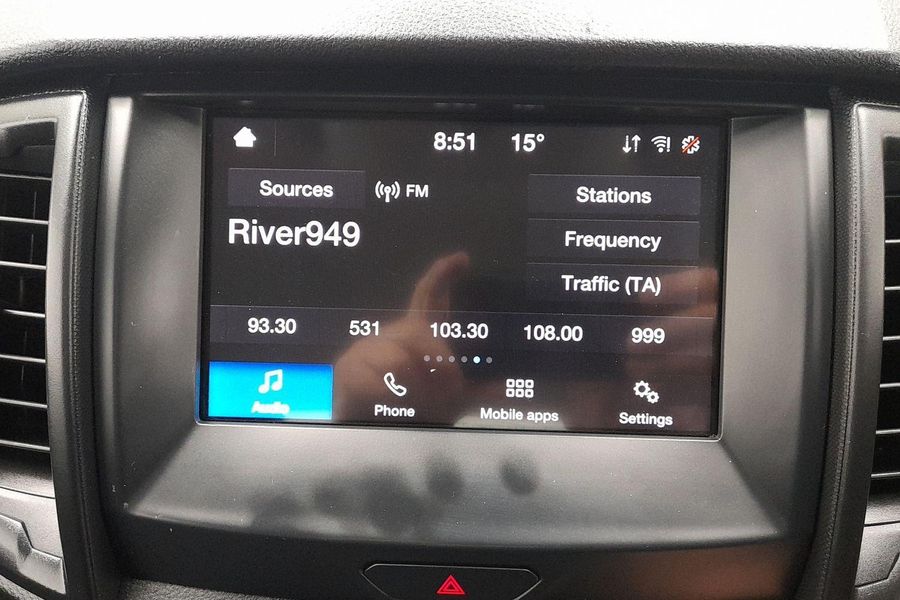 8:51 15°
Sources FM
River949
Stations
Frequency
Traffic (TA)
93.30 531 103.30 108.00 999
Audio Phone Mobile apps Settings